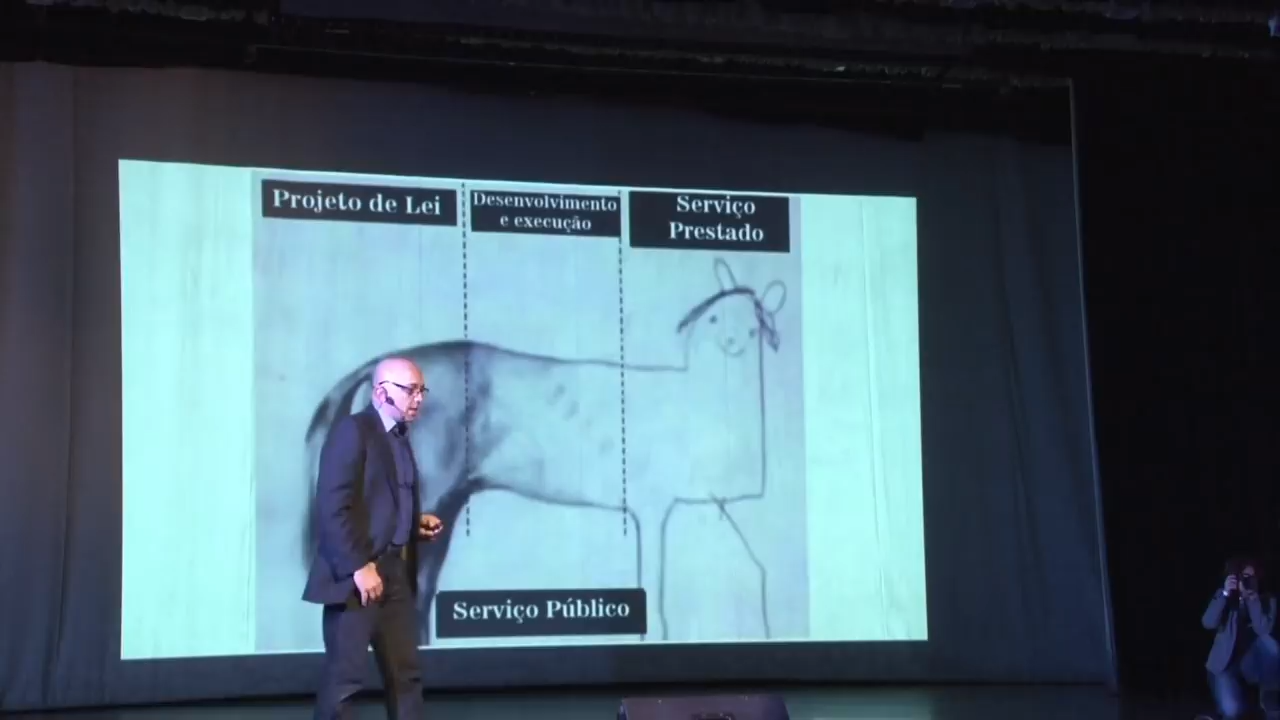 Projeto de Lei
Desenvolvimento
e execução
Serviço
Prestado
Serviço Público